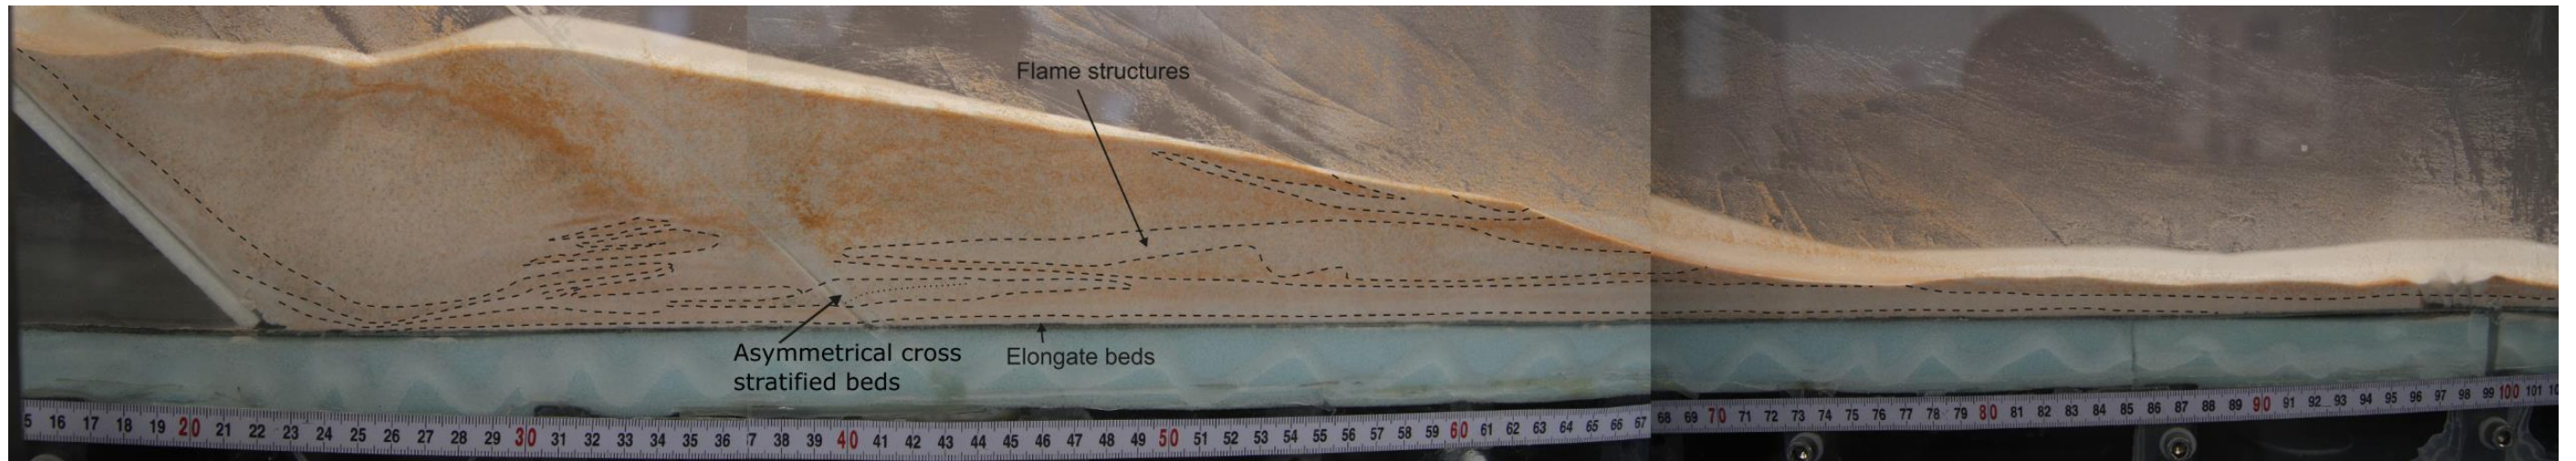 Flame structures
Asymmetrical cross
stratified beds
Elongate beds
5 16 17 18 19 20 21 22 23 24 25 26 27 28 29 30 31 32 33 34 35 36 7 38 39 40 41 42 43 44 45 46 47 48 49 50 51 52 53 54 55 56 57 58 59 60 61 62 63 64 65 66 67 68 69 70 71 72 73 74 75 76 77 78 79 80 81 82 83 84 85 86 87 88 89 90 91 92 93 94 95 96 97 98 99 100 101 10